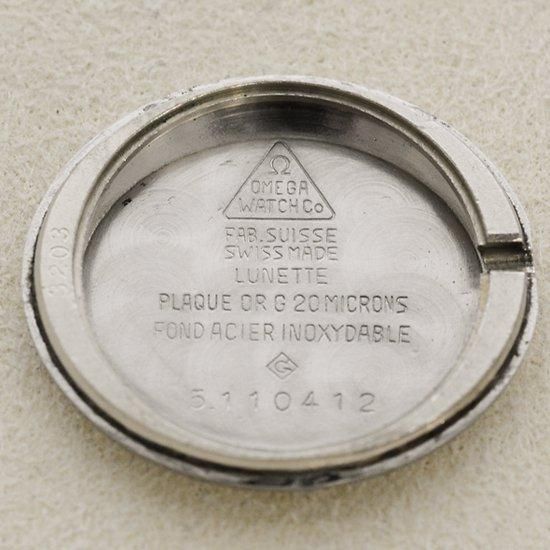 Ω
OMEGA
WATCH Co
FAB. SUISSE
SWISS MADE
LUNETTE
PLAQUE OR G 20 MICRONS
FOND ACIER INOXYDABLE
G
5.110412
3203